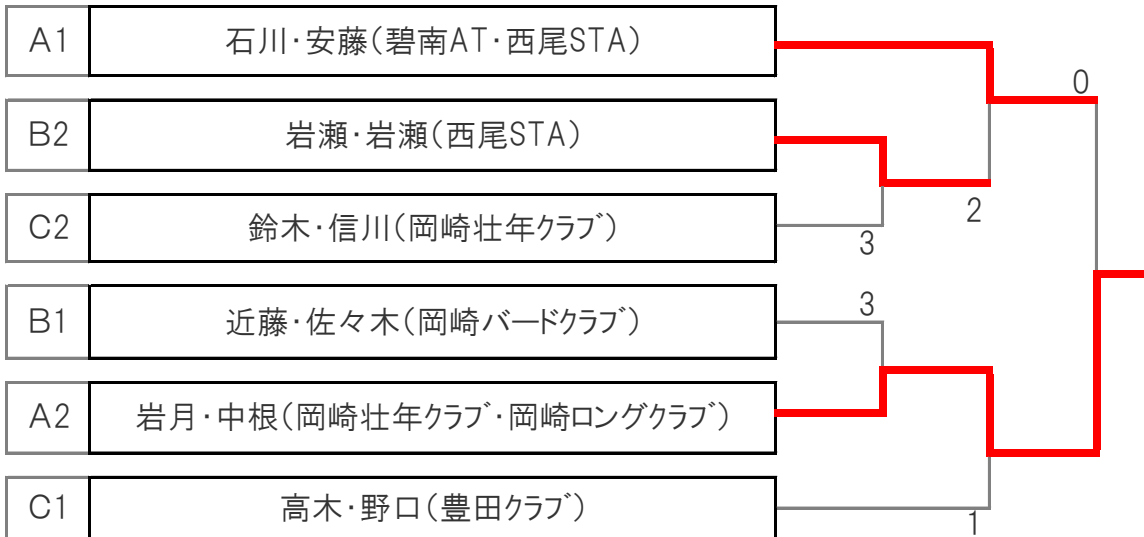 A1 石川・安藤(碧南AT・西尾STA)
0
B2 岩瀬・岩瀬(西尾STA)
2
C2 鈴木・信川(岡崎壮年クラブ)
3
B1 近藤・佐々木(岡崎バードクラブ)
3
A2 岩月・中根(岡崎壮年クラブ・岡崎ロングクラブ)
C1 高木・野口(豊田クラブ)
1